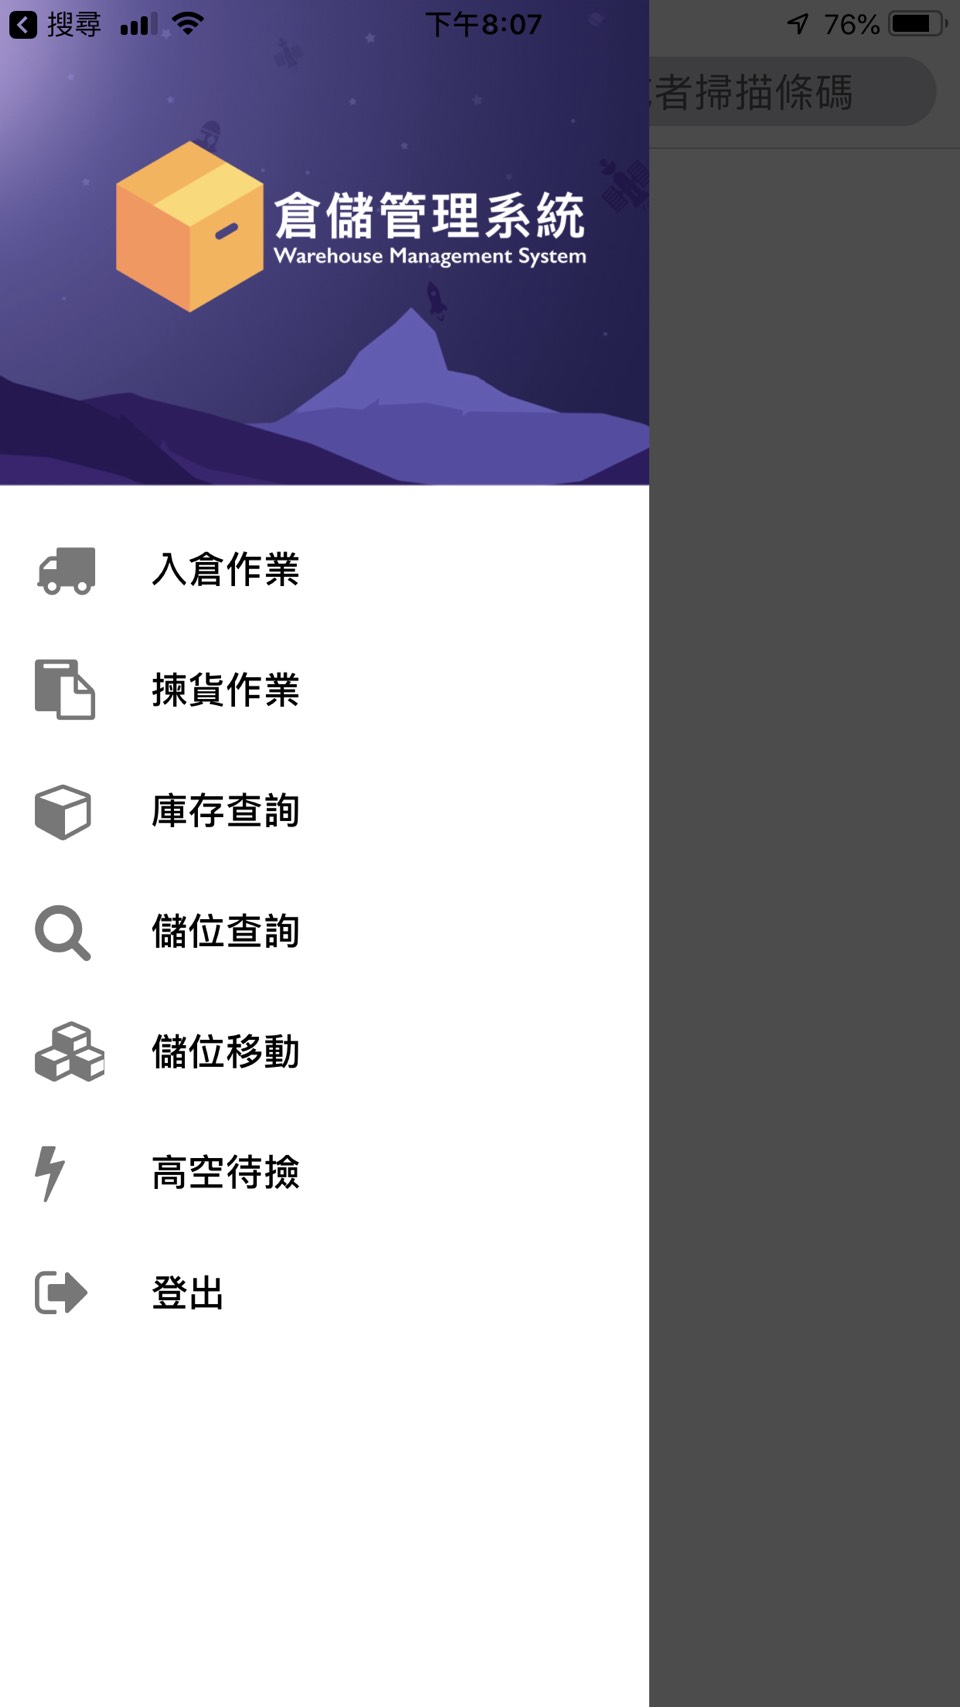 搜尋
下午8:07
76%
者掃描條碼
倉儲管理系統
Warehouse Management System
入倉作業
揀貨作業
庫存查詢
儲位查詢
儲位移動
高空待撿
登出